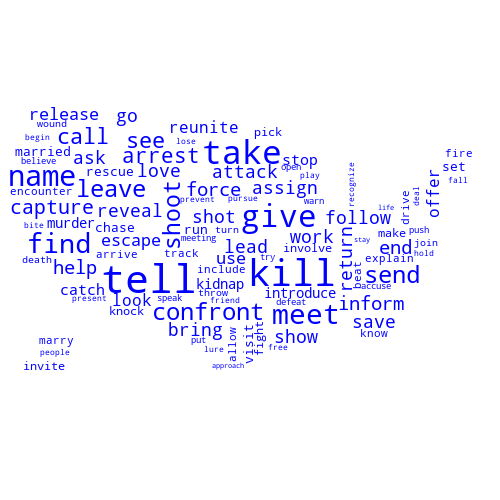 release go
wound
call see reunite pick
begin lose
married ask arrest take stop fire
believe love attack open set
name rescue play fall
encounter leave force assign recognize deal
capture reveal shoot prevent pursue warn life drive offer
bite murder chase shot give follow
run turn work make push
find escape meeting lead involve return end join
death arrive track try stay explain hold
help tell include kill beat send
catch kidnap accuse
present look speak throw introduce inform
knock friend defeat
confront meet save
bring put allow visit fight show know
marry lure free
people
invite approach